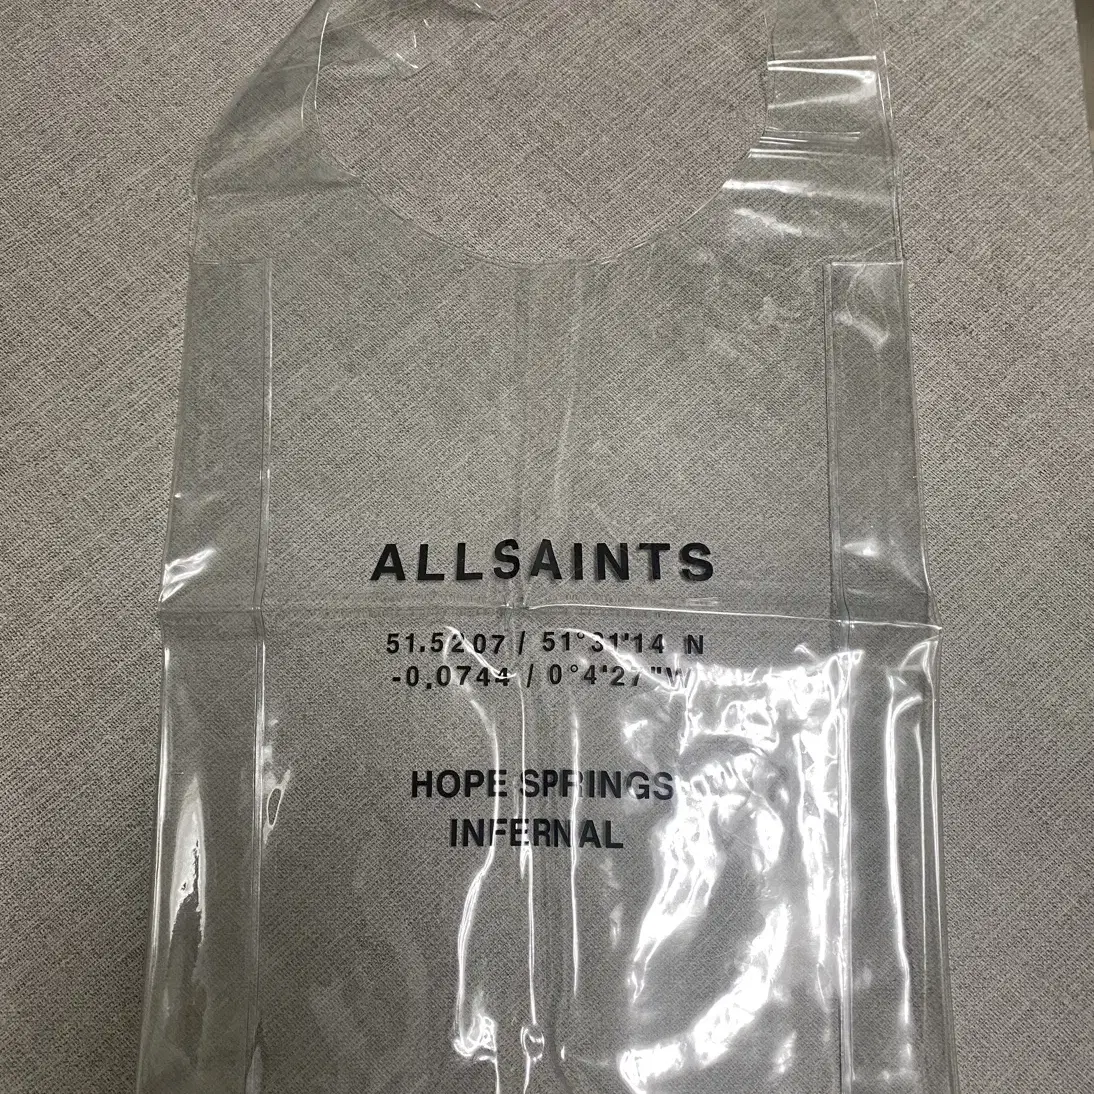 ALLSAINTS
51.5207 / 51°31'14 N
-0.0744 / 0°4'27"W
HOPE SPRINGS
INFERNAL